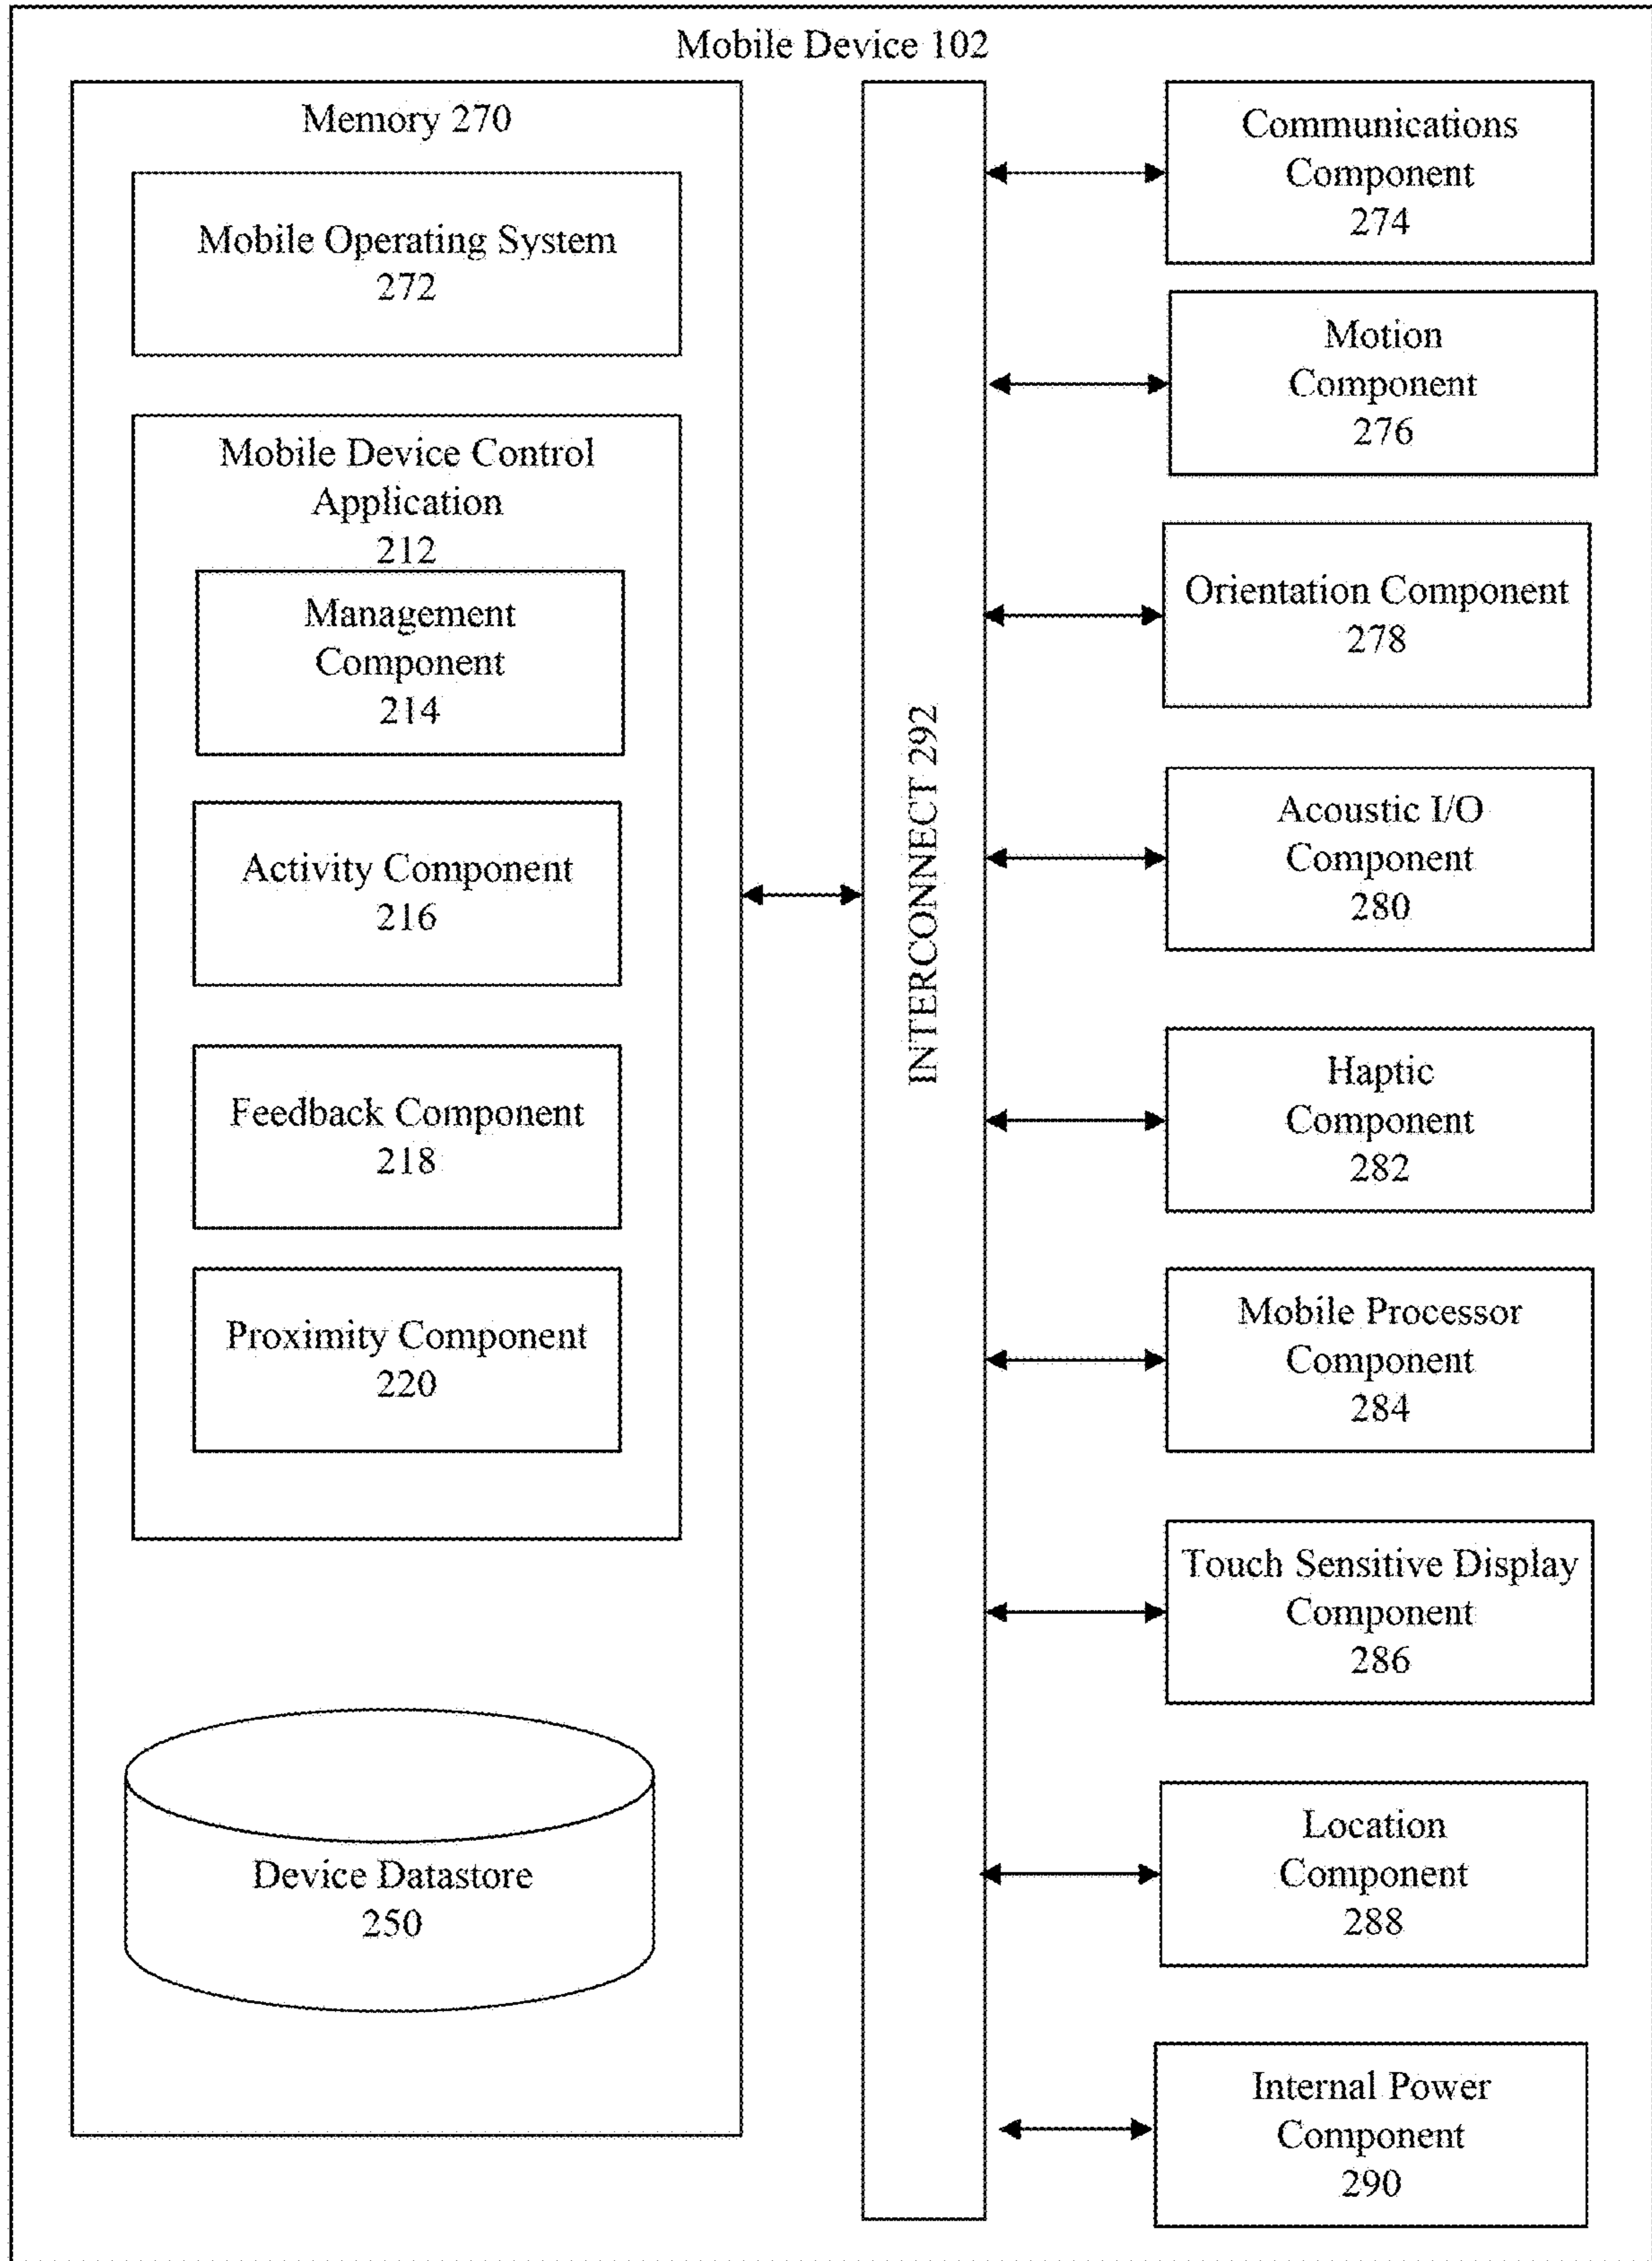 Mobile Device 102
Memory 270
Mobile Operating System
272
Mobile Device Control
Application
212
Management
Component
214
Activity Component
216
Feedback Component
218
Proximity Component
220
Device Datastore
250
INTERCONNECT 292
Communications
Component
274
Motion
Component
276
Orientation Component
278
Acoustic I/O
Component
280
Haptic
Component
282
Mobile Processor
Component
284
Touch Sensitive Display
Component
286
Location
Component
288
Internal Power
Component
290